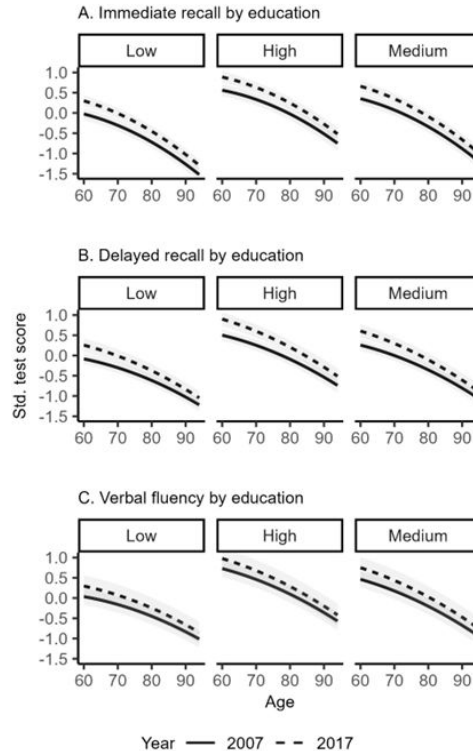 A. Immediate recall by education
Low High Medium
1.0
0.5
0.0
-0.5
-1.0
-1.5
60 70 80 90 60 70 80 90 60 70 80 90
B. Delayed recall by education
Low High Medium
Std. test score
1.0
0.5
0.0
-0.5
-1.0
-1.5
60 70 80 90 60 70 80 90 60 70 80 90
C. Verbal fluency by education
Low High Medium
1.0
0.5
0.0
-0.5
-1.0
-1.5
60 70 80 90 60 70 80 90 60 70 80 90
Age
Year 2007 2017